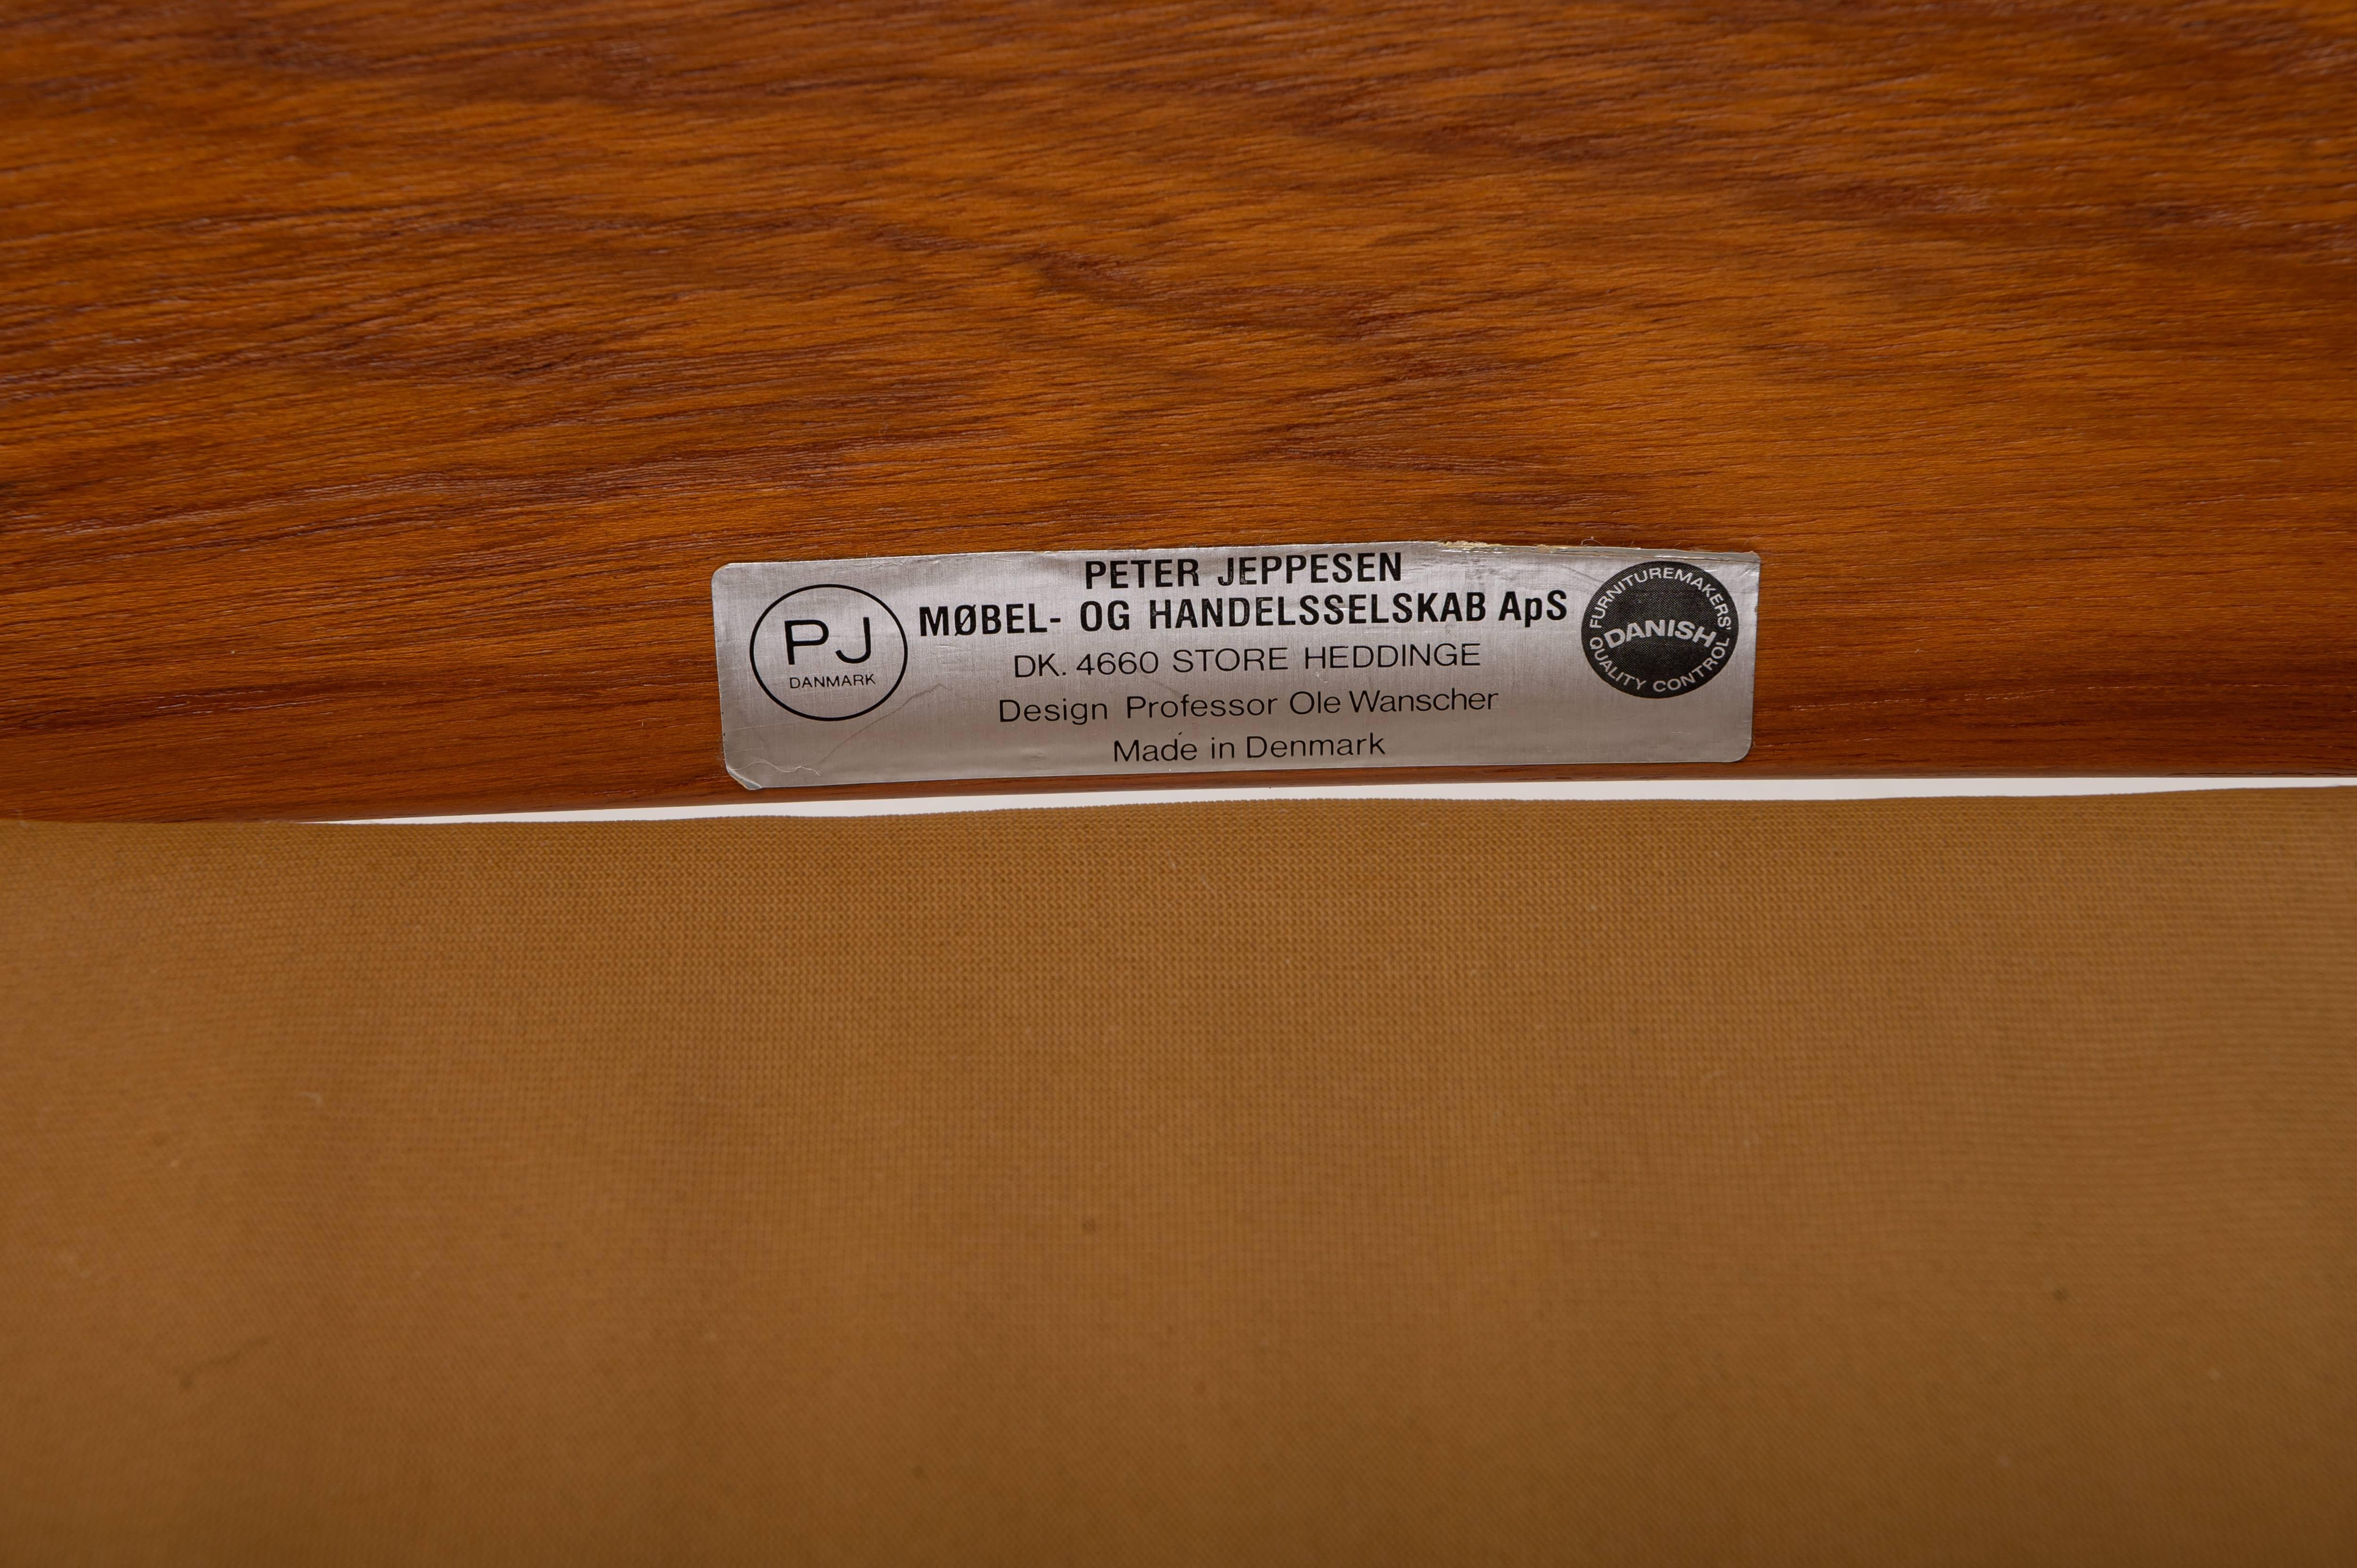 PJ
DANMARK
PETER JEPPESEN
MØBEL- OG HANDELSSELSKAB ApS
DK. 4660 STORE HEDDINGE
Design Professor Ole Wanscher
Made in Denmark
FURNITUREMAKERS'
DANISH
QUALITY CONTROL